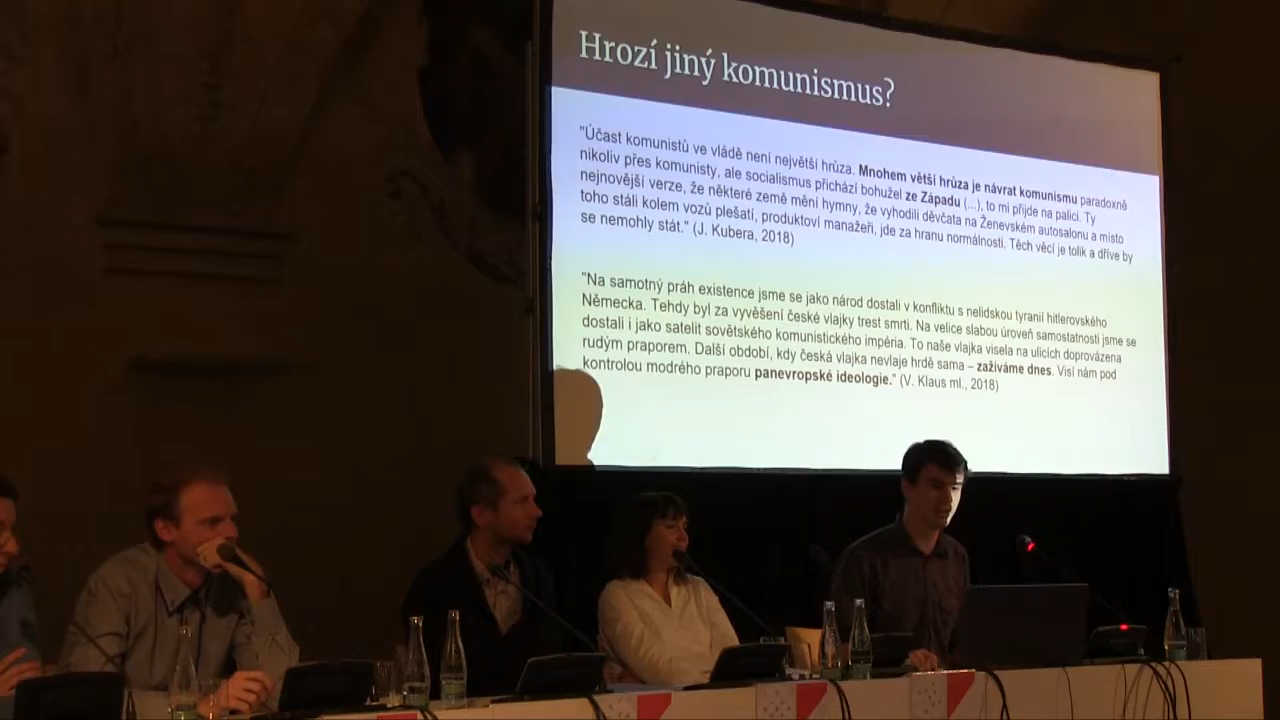 Hrozí jiný komunismus?
"Účast komunistů ve vládě není největší hrůza. Mnohem větší hrůza je návrat komunismu paradoxně
nikoliv přes komunisty, ale socialismus přichází bohužel ze Západu (...), to mi přijde na palici. Ty
nejnovější verze, že některé země mění hymny, že vyhodili děvčata na Ženevském autosalonu a místo
toho stáli kolem vozů plešatí, produktoví manažeři, jde za hranu normálnosti. Těch věcí je tolik a dříve by
se nemohly stát." (J. Kubera, 2018)
"Na samotný práh existence jsme se jako národ dostali v konfliktu s nelidskou tyranií hitlerovského
Německa. Tehdy byl za vyvěšení české vlajky trest smrti. Na velice slabou úroveň samostatnosti jsme se
dostali i jako satelit sovětského komunistického impéria. To naše vlajka visela na ulicích doprovázena
rudým praporem. Další období, kdy česká vlajka nevlaje hrdě sama – zažíváme dnes. Visí nám pod
kontrolou modrého praporu panevropské ideologie." (V. Klaus ml., 2018)